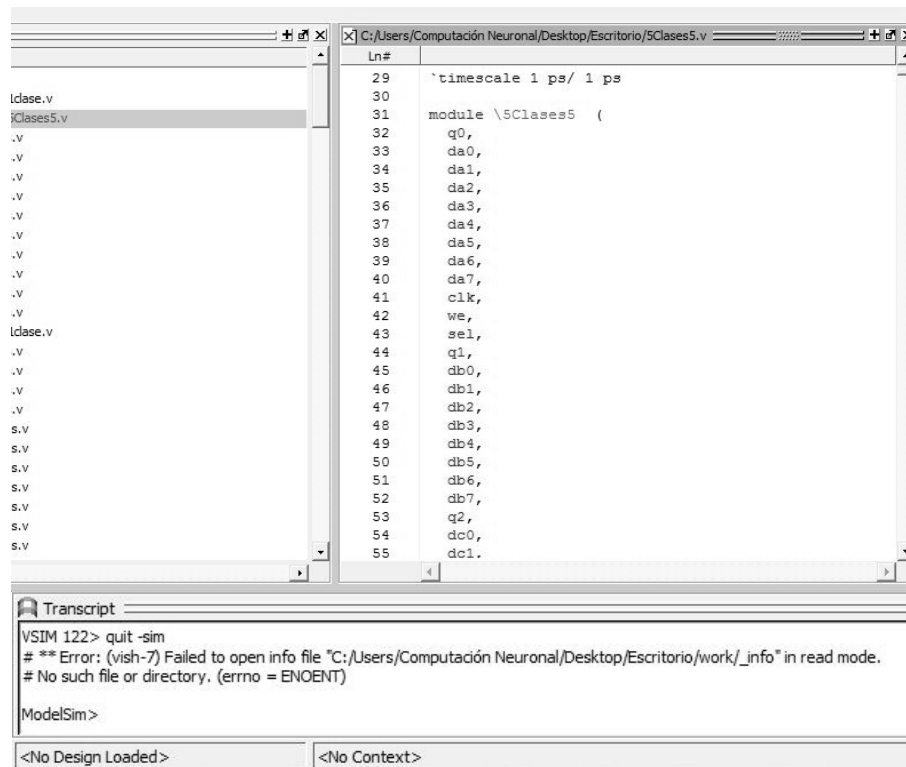 C:/Users/Computación Neuronal/Desktop/Escritorio/5Clases5.v
Ln#
1clase.v
5Clases5.v
.v
.v
.v
.v
.v
.v
.v
.v
.v
.v
1clase.v
.v
.v
.v
.v
s.v
s.v
s.v
s.v
s.v
s.v
s.v
29 `timescale 1 ps/ 1 ps
30
31 module \5Clases5 (
32 q0,
33 da0,
34 da1,
35 da2,
36 da3,
37 da4,
38 da5,
39 da6,
40 da7,
41 clk,
42 we,
43 sel,
44 q1,
45 db0,
46 db1,
47 db2,
48 db3,
49 db4,
50 db5,
51 db6,
52 db7,
53 q2,
54 dc0,
55 dc1,
Transcript
VSIM 122> quit -sim
# ** Error: (vish-7) Failed to open info file "C:/Users/Computación Neuronal/Desktop/Escritorio/work/_info" in read mode.
# No such file or directory. (errno = ENOENT)
ModelSim>
<No Design Loaded>
<No Context>